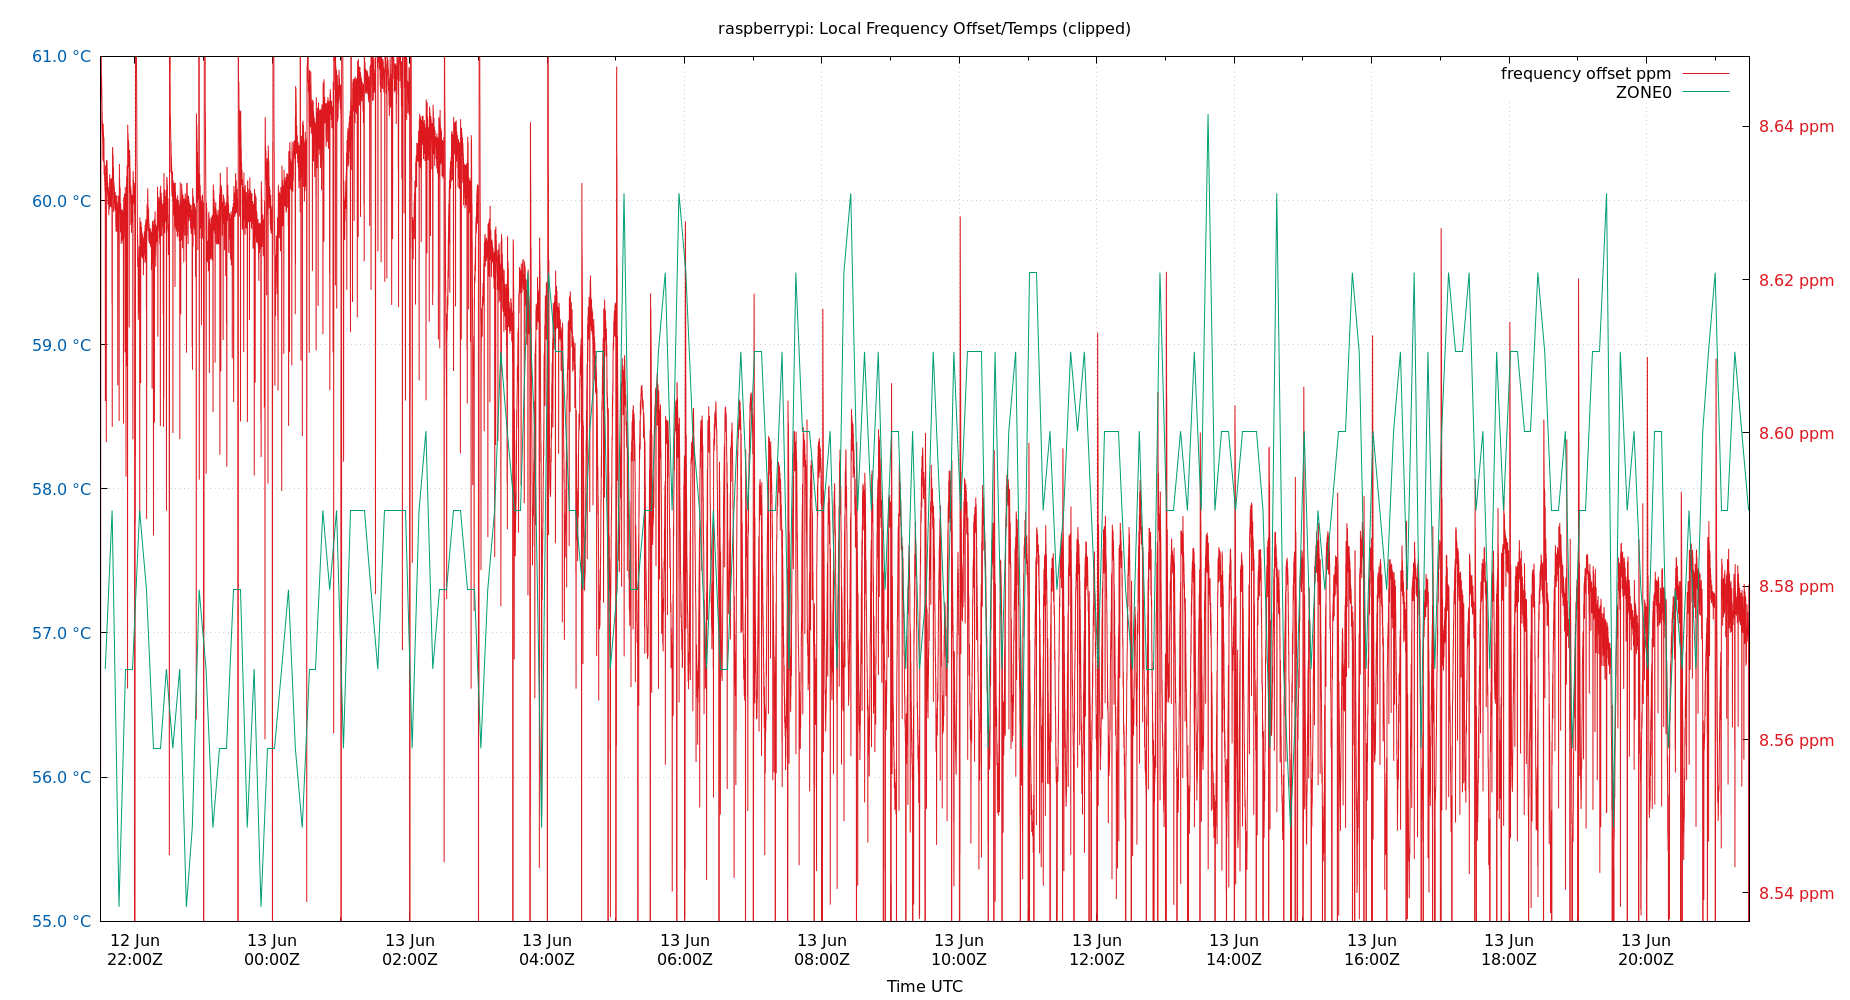 raspberrypi: Local Frequency Offset/Temps (clipped)
frequency offset ppm
ZONE0
61.0 °C
60.0 °C
59.0 °C
58.0 °C
57.0 °C
56.0 °C
55.0 °C
8.64 ppm
8.62 ppm
8.60 ppm
8.58 ppm
8.56 ppm
8.54 ppm
12 Jun
22:00Z
13 Jun
00:00Z
13 Jun
02:00Z
13 Jun
04:00Z
13 Jun
06:00Z
13 Jun
08:00Z
13 Jun
10:00Z
13 Jun
12:00Z
13 Jun
14:00Z
13 Jun
16:00Z
13 Jun
18:00Z
13 Jun
20:00Z
Time UTC